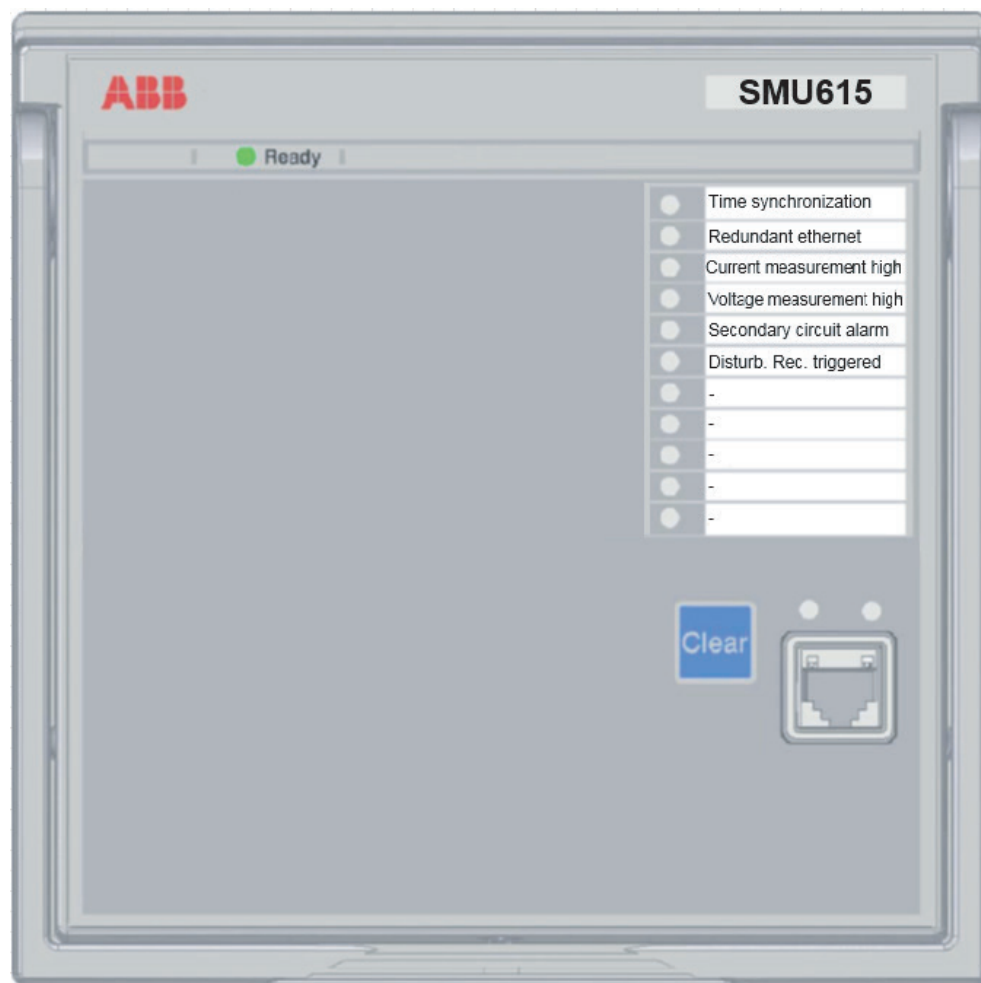 ABB
SMU615
Ready
Time synchronization
Redundant ethernet
Current measurement high
Voltage measurement high
Secondary circuit alarm
Disturb. Rec. triggered
-
-
-
-
-
Clear